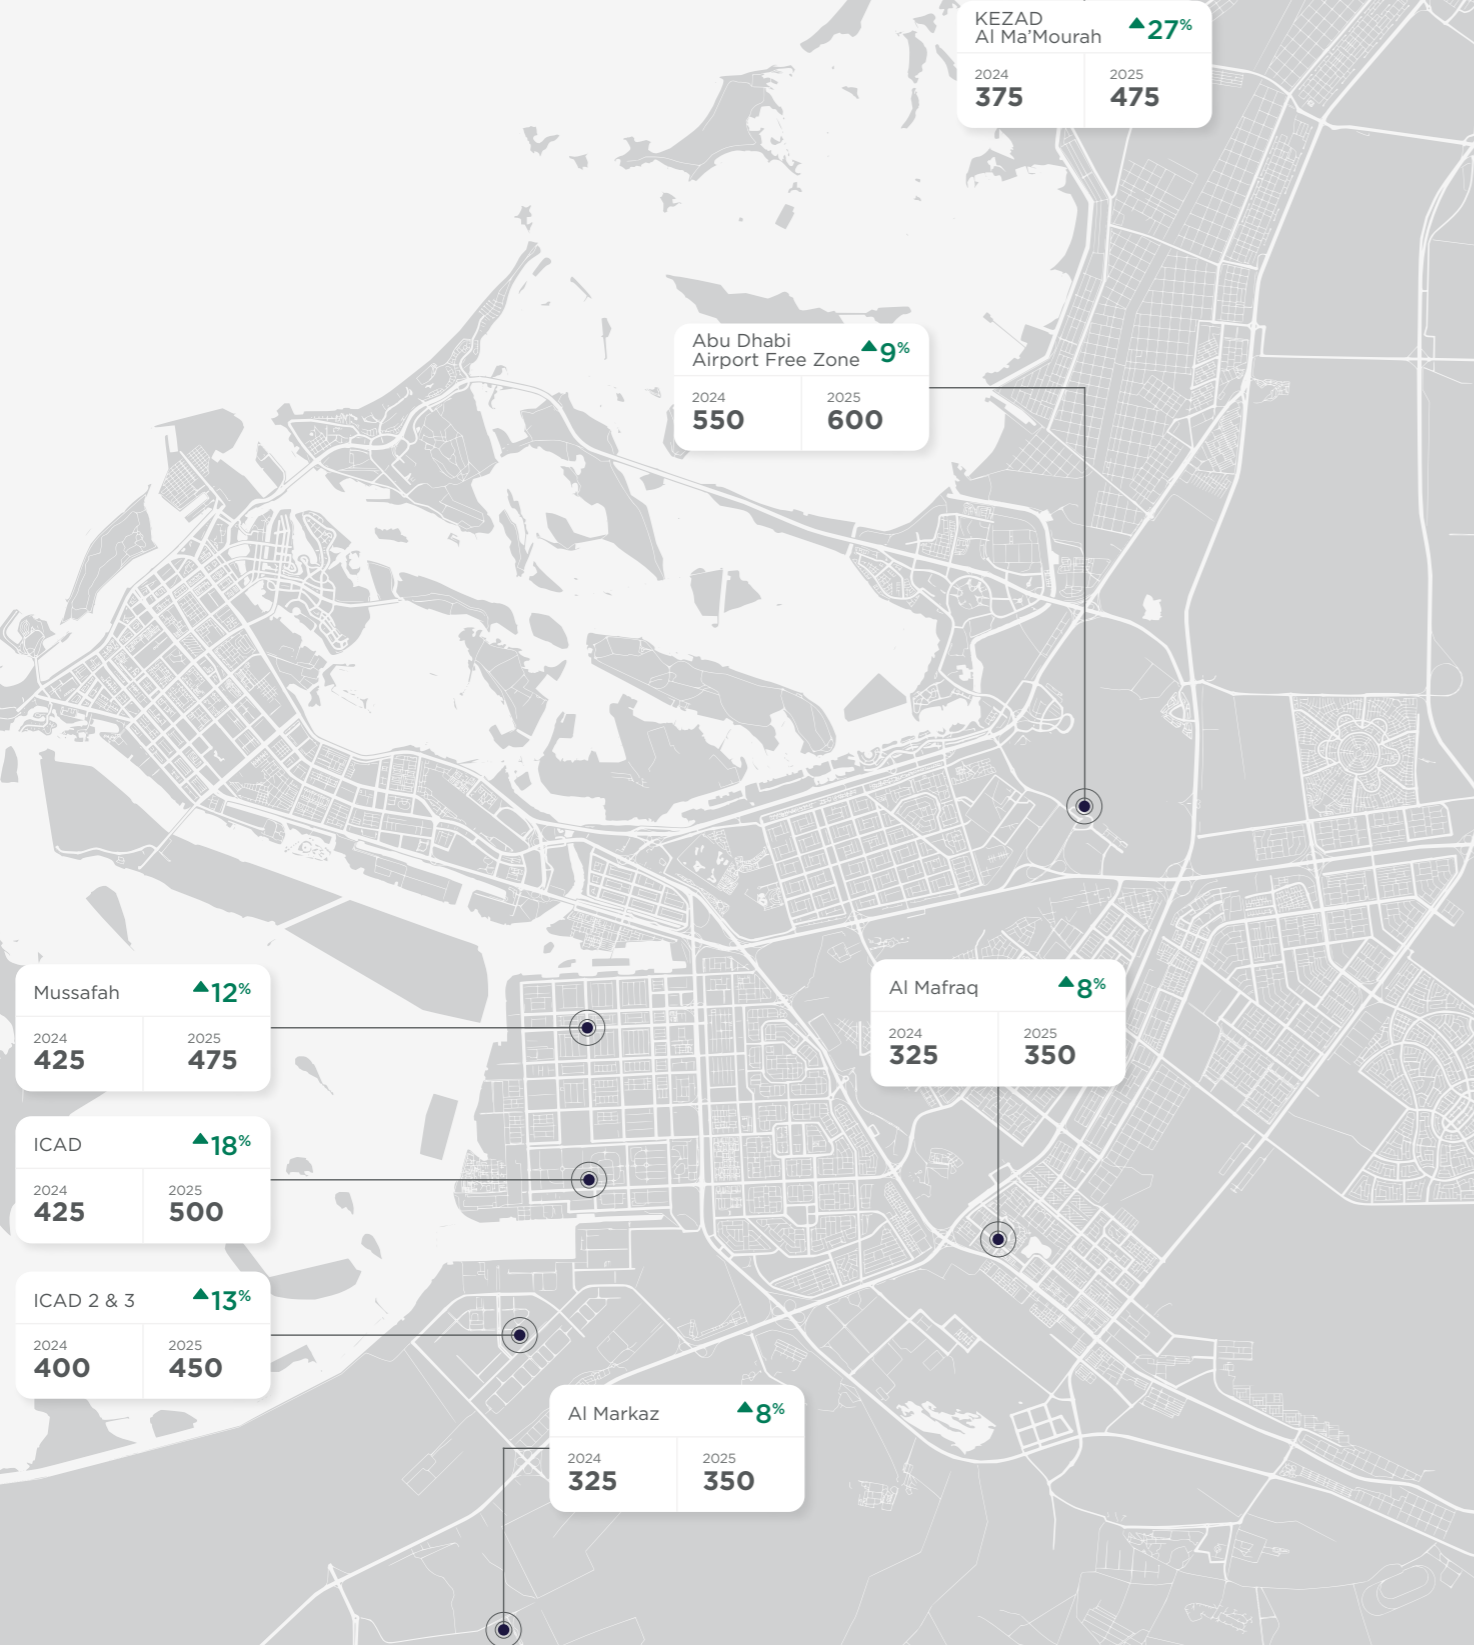 KEZAD
Al Ma’Mourah
▲27%
2024 2025
375 475
Abu Dhabi
Airport Free Zone
▲9%
2024 2025
550 600
Mussafah ▲12%
2024 2025
425 475
Al Mafraq ▲8%
2024 2025
325 350
ICAD ▲18%
2024 2025
425 500
ICAD 2 & 3 ▲13%
2024 2025
400 450
Al Markaz ▲8%
2024 2025
325 350